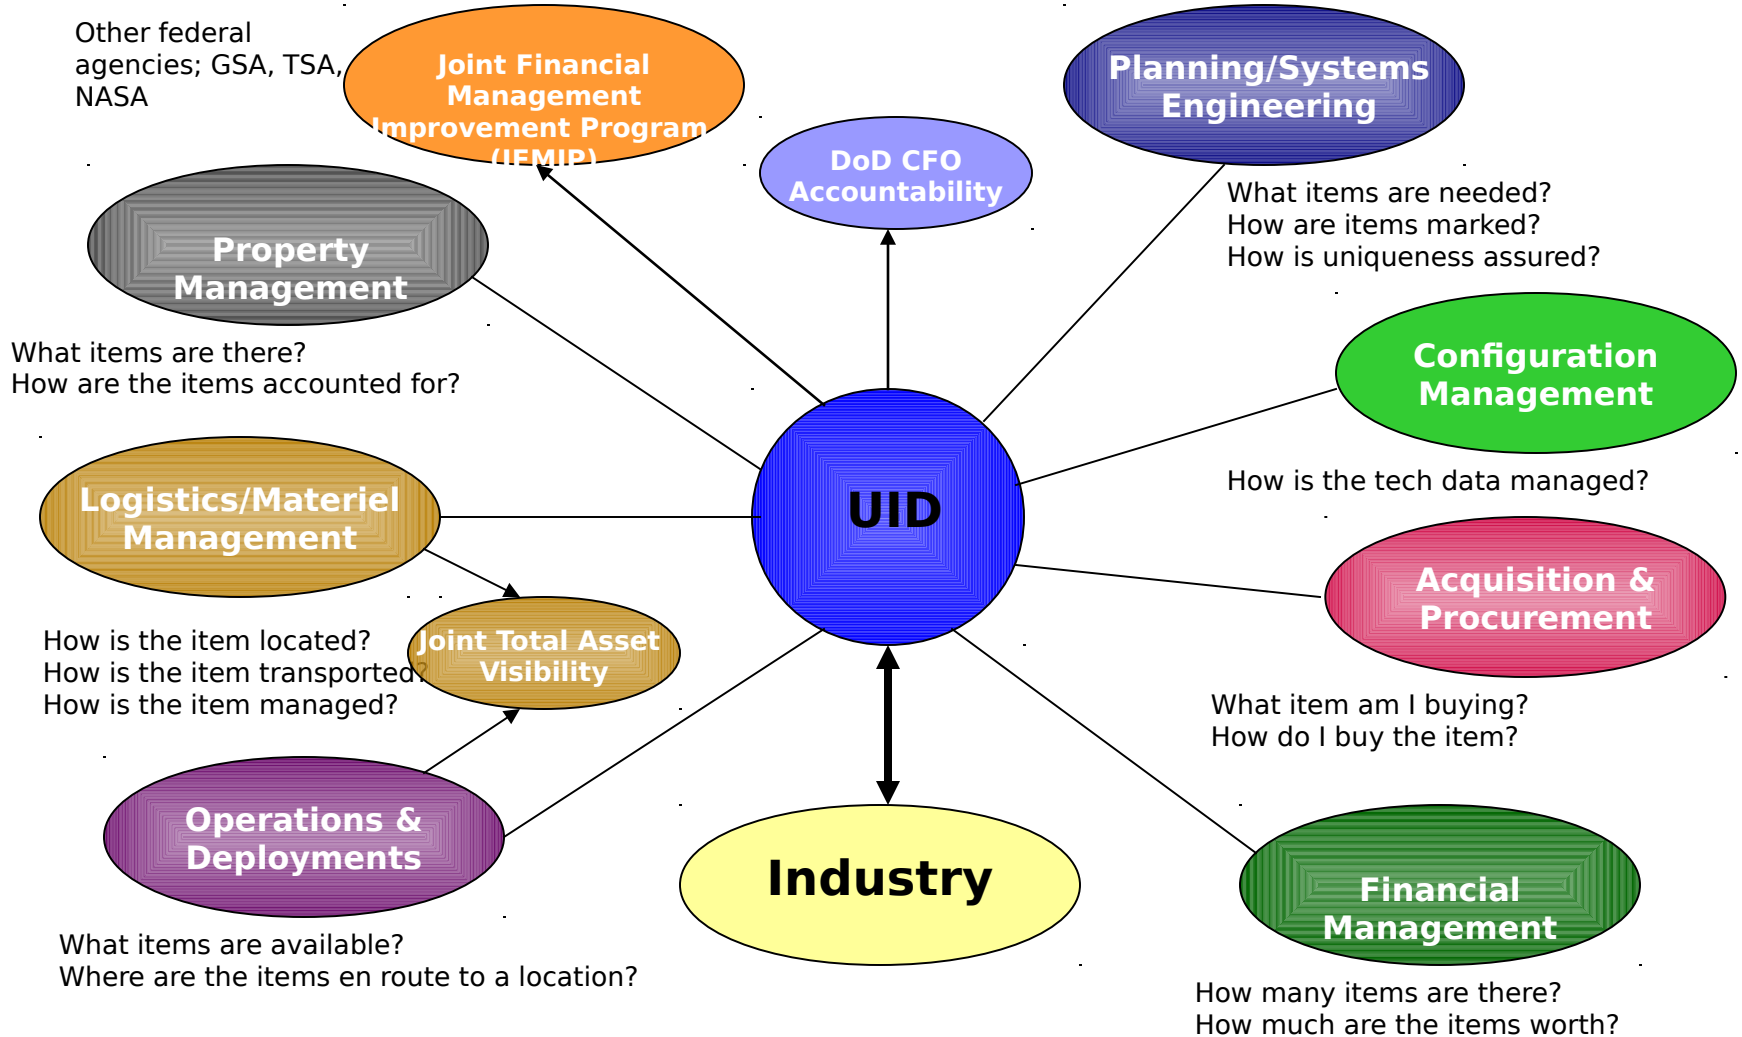 Other federal
agencies; GSA, TSA,
NASA
Joint Financial
Management
Improvement Program
(JFMIP)
DoD CFO
Accountability
Planning/Systems
Engineering
What items are needed?
How are items marked?
How is uniqueness assured?
Property
Management
What items are there?
How are the items accounted for?
Configuration
Management
How is the tech data managed?
Logistics/Materiel
Management
UID
How is the item located?
How is the item transported?
How is the item managed?
Joint Total Asset
Visibility
Acquisition &
Procurement
What item am I buying?
How do I buy the item?
Operations &
Deployments
What items are available?
Where are the items en route to a location?
Industry
Financial
Management
How many items are there?
How much are the items worth?